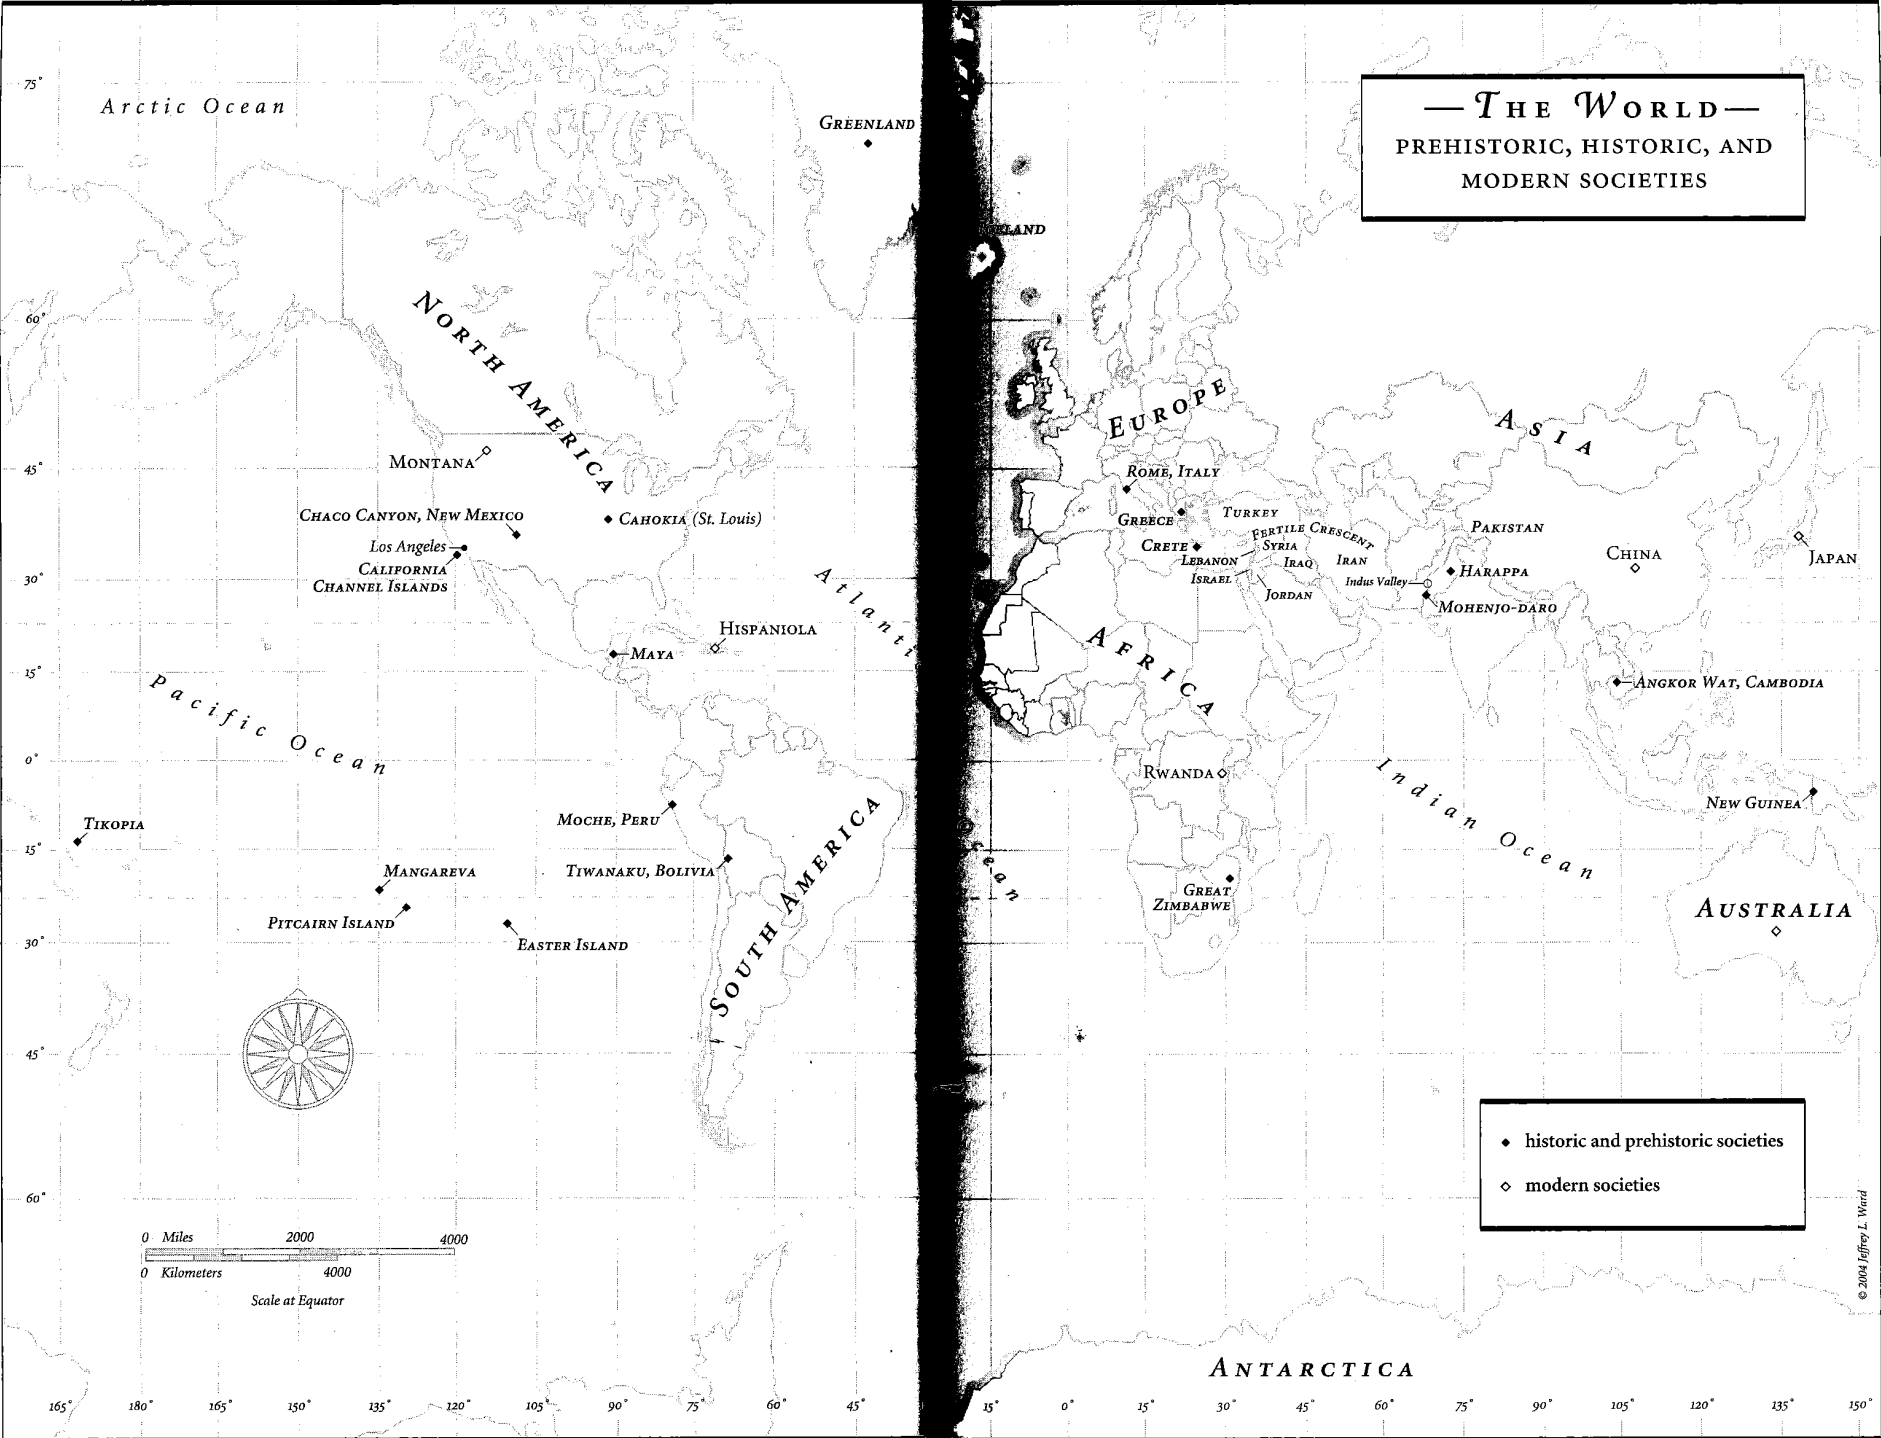 — THE WORLD —
PREHISTORIC, HISTORIC, AND
MODERN SOCIETIES
75°
Arctic Ocean
GREENLAND
60°
NORTH AMERICA
EUROPE
ASIA
MONTANA
45°
ROME, ITALY
CHACO CANYON, NEW MEXICO
CAHOKIA (St. Louis)
GREECE
TURKEY
PAKISTAN
FERTILE CRESCENT
Los Angeles
CRETE
SYRIA
CHINA
JAPAN
CALIFORNIA
CHANNEL ISLANDS
LEBANON
IRAQ
IRAN
HARAPPA
30°
ISRAEL
Indus Valley
JORDAN
MOHENJO-DARO
HISPANIOLA
MAYA
AFRICA
15°
ANGKOR WAT, CAMBODIA
Pacific Ocean
0°
RWANDA
Indian Ocean
NEW GUINEA
MOCHE, PERU
TIKOPIA
15°
MANGAREVA
TIWANAKU, BOLIVIA
SOUTH AMERICA
Ocean
GREAT
ZIMBABWE
AUSTRALIA
PITCAIRN ISLAND
EASTER ISLAND
30°
45°
historic and prehistoric societies
modern societies
60°
0 Miles 2000 4000
0 Kilometers 4000
Scale at Equator
© 2004 Jeffrey L. Ward
ANTARCTICA
165° 180° 165° 150° 135° 120° 105° 90° 75° 60° 45° 15° 0° 15° 30° 45° 60° 75° 90° 105° 120° 135° 150°